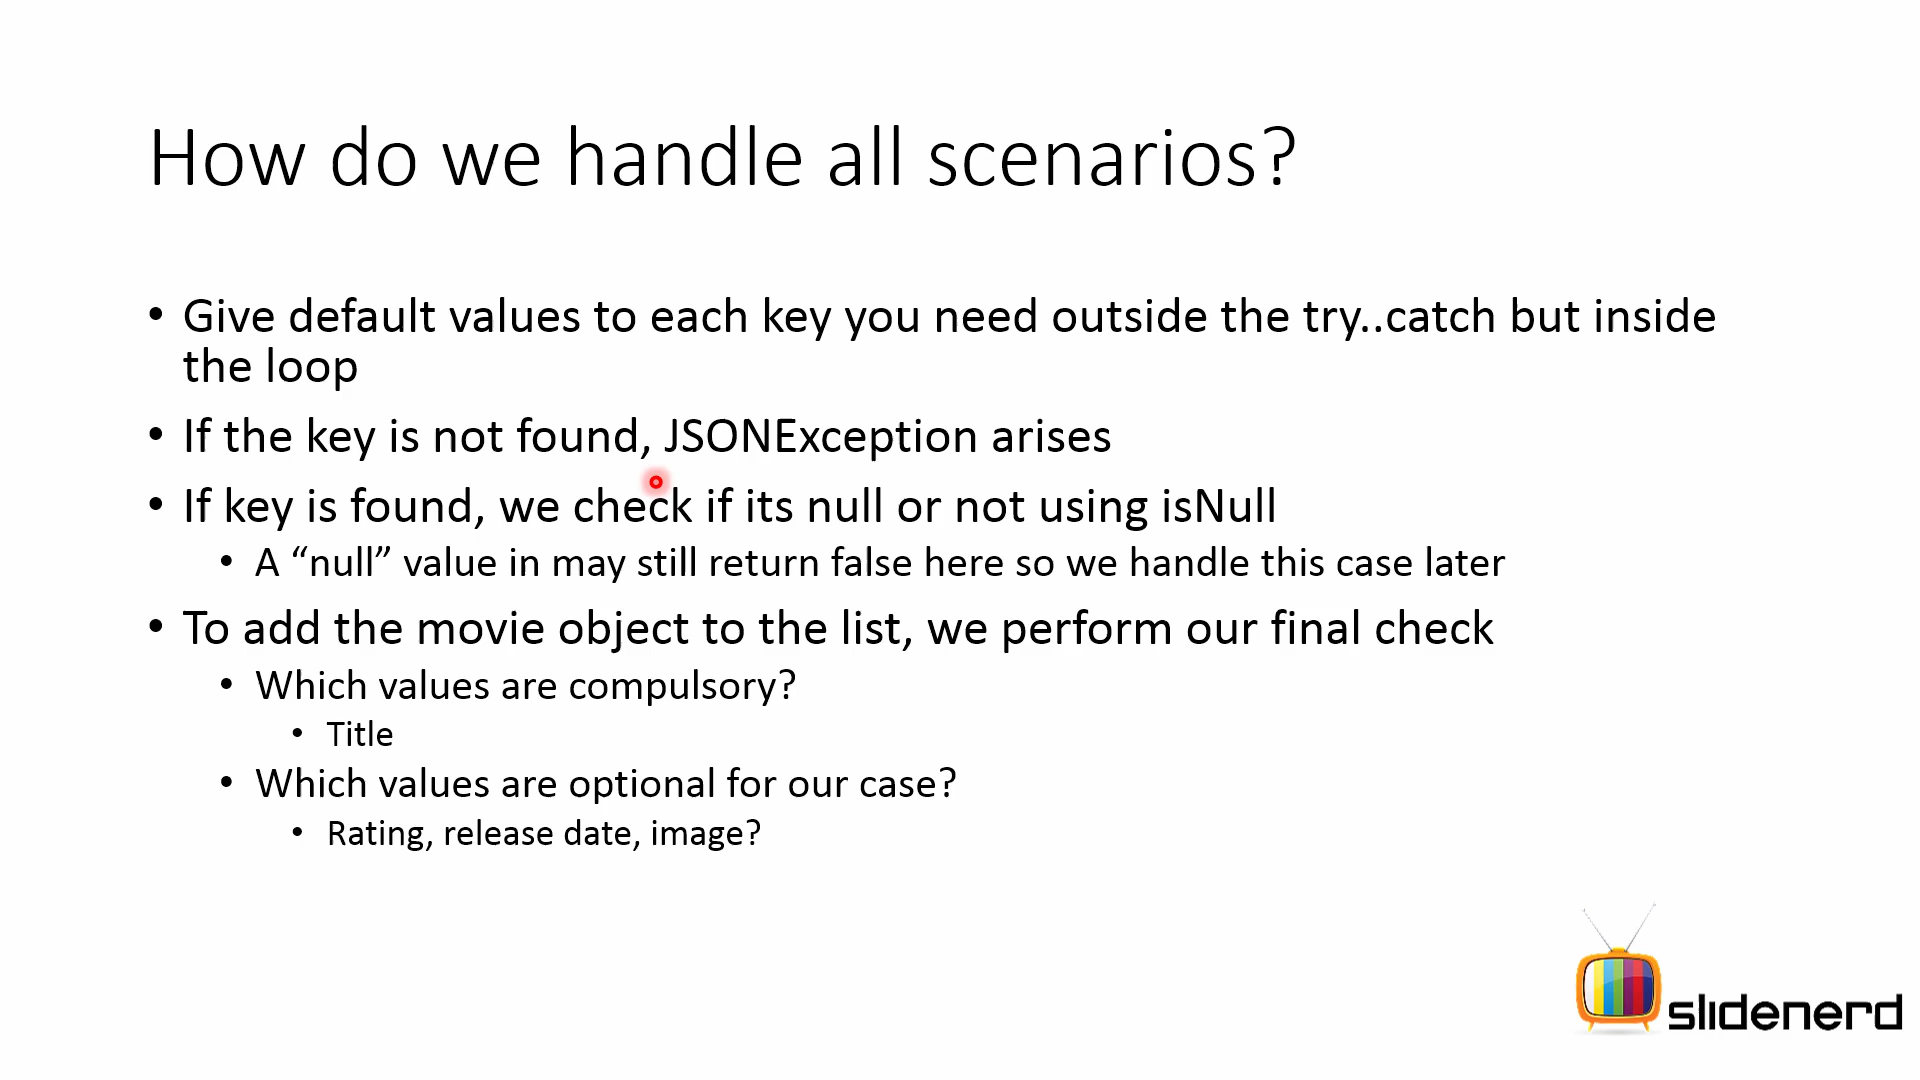 How do we handle all scenarios?
• Give default values to each key you need outside the try..catch but inside
the loop
• If the key is not found, JSONException arises
• If key is found, we check if its null or not using isNull
• A “null” value in may still return false here so we handle this case later
• To add the movie object to the list, we perform our final check
• Which values are compulsory?
• Title
• Which values are optional for our case?
• Rating, release date, image?
slidenerd